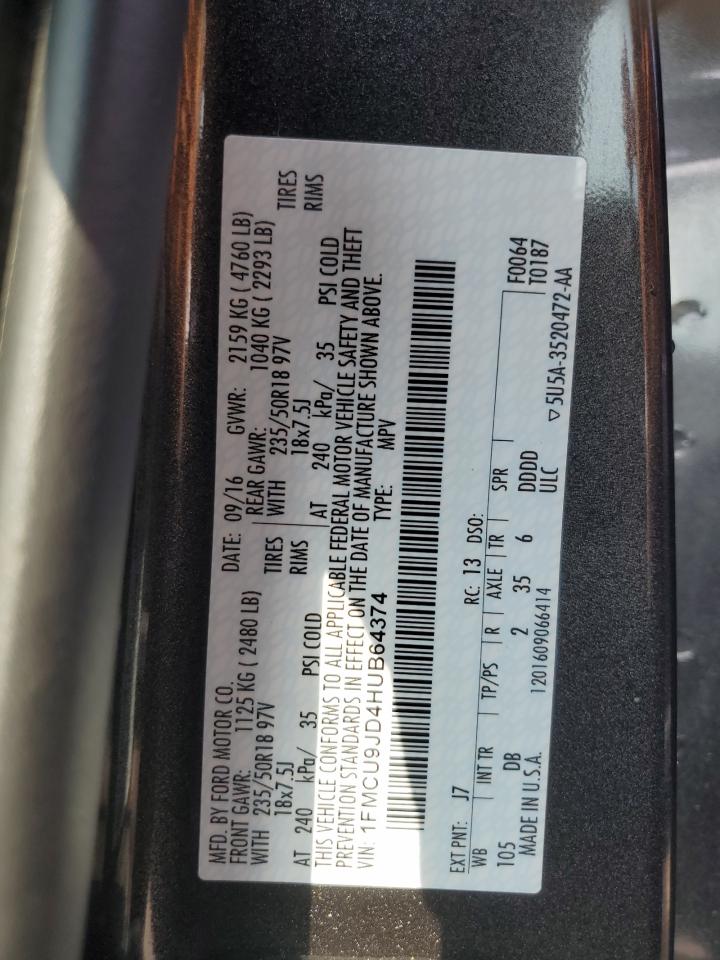 MFD. BY FORD MOTOR CO.
DATE: 09/16 GVWR: 2159 KG ( 4760 LB)
FRONT GAWR: 1125 KG ( 2480 LB)
REAR GAWR: 1040 KG ( 2293 LB)
WITH 235/50R18 97V TIRES
WITH 235/50R18 97V TIRES
18x7.5J RIMS
18x7.5J RIMS
AT 240 kPa/ 35 PSI COLD
AT 240 kPa/ 35 PSI COLD
THIS VEHICLE CONFORMS TO ALL APPLICABLE FEDERAL MOTOR VEHICLE SAFETY AND THEFT
PREVENTION STANDARDS IN EFFECT ON THE DATE OF MANUFACTURE SHOWN ABOVE.
VIN: 1FMCU9JD4HUB64374 TYPE: MPV
EXT PNT: J7 RC: 13 DSO:
WB INT TR TP/PS R AXLE TR SPR F0064
105 DB 2 35 6 DDDD T0187
MADE IN U.S.A. 1201609066414 ULC ▽5U5A-3520472-AA